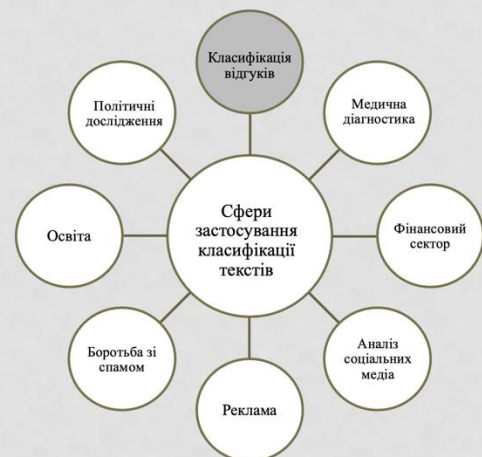 Класифікація
відгуків
Політичні
дослідження
Медична
діагностика
Освіта
Сфери
застосування
класифікації
текстів
Фінансовий
сектор
Боротьба зі
спамом
Реклама
Аналіз
соціальних
медіа